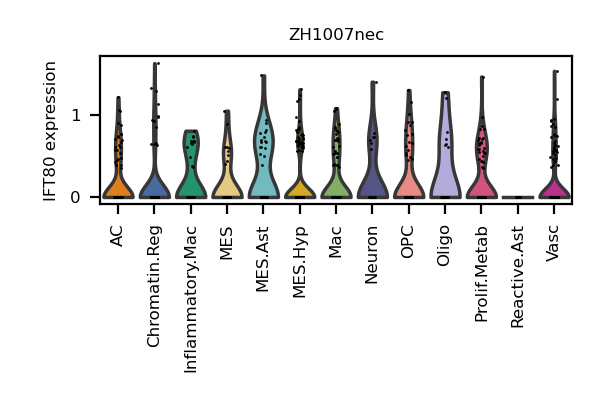 ZH1007nec
IFT80 expression
1
0
AC
Chromatin.Reg
Inflammatory.Mac
MES
MES.Ast
MES.Hyp
Mac
Neuron
OPC
Oligo
Prolif.Metab
Reactive.Ast
Vasc